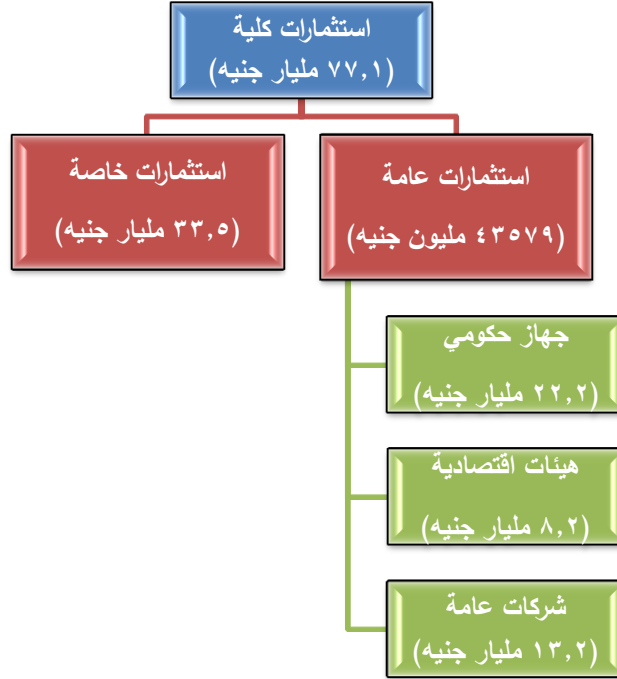 استثمارات كلية
(٧٧,١ مليار جنيه)
استثمارات عامة
(٤٣٥٧٩ مليون جنيه)
استثمارات خاصة
(٣٣,٥ مليار جنيه)
جهاز حكومي
(٢٢,٢ مليار جنيه)
هيئات اقتصادية
(٨,٢ مليار جنيه)
شركات عامة
(١٣,٢ مليار جنيه)